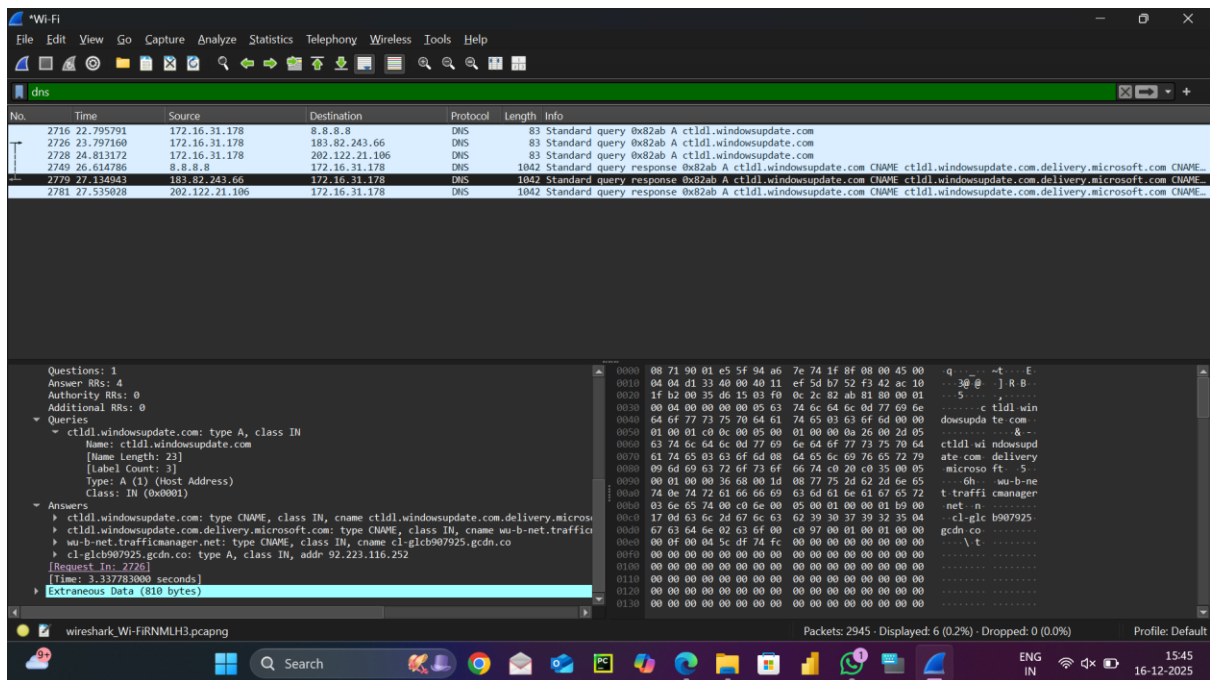 *Wi-Fi
File Edit View Go Capture Analyze Statistics Telephony Wireless Tools Help
dns
No. Time Source Destination Protocol Length Info
2716 22.795791 172.16.31.178 8.8.8.8 DNS 83 Standard query 0x82ab A ctldl.windowsupdate.com
2726 23.797160 172.16.31.178 183.82.243.66 DNS 83 Standard query 0x82ab A ctldl.windowsupdate.com
2728 24.813172 172.16.31.178 202.122.21.106 DNS 83 Standard query 0x82ab A ctldl.windowsupdate.com
2749 26.614786 8.8.8.8 172.16.31.178 DNS 1042 Standard query response 0x82ab A ctldl.windowsupdate.com CNAME ctldl.windowsupdate.com.delivery.microsoft.com CNAME…
2779 27.134943 183.82.243.66 172.16.31.178 DNS 1042 Standard query response 0x82ab A ctldl.windowsupdate.com CNAME ctldl.windowsupdate.com.delivery.microsoft.com CNAME…
2781 27.535028 202.122.21.106 172.16.31.178 DNS 1042 Standard query response 0x82ab A ctldl.windowsupdate.com CNAME ctldl.windowsupdate.com.delivery.microsoft.com CNAME…
Questions: 1
Answer RRs: 4
Authority RRs: 0
Additional RRs: 0
Queries
ctldl.windowsupdate.com: type A, class IN
Name: ctldl.windowsupdate.com
[Name Length: 23]
[Label Count: 3]
Type: A (1) (Host Address)
Class: IN (0x0001)
Answers
ctldl.windowsupdate.com: type CNAME, class IN, cname ctldl.windowsupdate.com.delivery.micros
ctldl.windowsupdate.com.delivery.microsoft.com: type CNAME, class IN, cname wu-b-net.traffic
wu-b-net.trafficmanager.net: type CNAME, class IN, cname cl-glcb907925.gcdn.co
cl-glcb907925.gcdn.co: type A, class IN, addr 92.223.116.252
[Request In: 2726]
[Time: 3.337783000 seconds]
Extraneous Data (810 bytes)
0000 08 71 90 01 e5 5f 94 a6 7e 74 1f 8f 08 00 45 00 ·q···_·· ~t····E·
0010 04 04 d1 33 40 00 40 11 ef 5d b7 52 f3 42 ac 10 ···3@·@· ·]·R·B··
0020 1f b2 00 35 d6 15 03 f0 0c 2c 82 ab 81 80 00 01 ···5···· ·,······
0030 00 04 00 00 00 00 05 63 74 6c 64 6c 0d 77 69 6e ·······c tldl·win
0040 64 6f 77 73 75 70 64 61 74 65 03 63 6f 6d 00 00 dowsupda te·com··
0050 01 00 01 c0 0c 00 05 00 01 00 00 0a 26 00 2d 05 ········ ····&·-·
0060 63 74 6c 64 6c 0d 77 69 6e 64 6f 77 73 75 70 64 ctldl·wi ndowsupd
0070 61 74 65 03 63 6f 6d 08 64 65 6c 69 76 65 72 79 ate·com· delivery
0080 09 6d 69 63 72 6f 73 6f 66 74 c0 20 c0 35 00 05 ·microso ft· ·5··
0090 00 01 00 00 36 68 00 1d 08 77 75 2d 62 2d 6e 65 ····6h·· ·wu-b-ne
00a0 74 0e 74 72 61 66 66 69 63 6d 61 6e 61 67 65 72 t·traffi cmanager
00b0 03 6e 65 74 00 c0 6e 00 05 00 01 00 00 01 b9 00 ·net··n· ········
00c0 17 0d 63 6c 2d 67 6c 63 62 39 30 37 39 32 35 04 ··cl-glc b907925·
00d0 67 63 64 6e 02 63 6f 00 c0 97 00 01 00 01 00 00 gcdn·co· ········
00e0 00 0f 00 04 5c df 74 fc 00 00 00 00 00 00 00 00 ····\·t· ········
00f0 00 00 00 00 00 00 00 00 00 00 00 00 00 00 00 00 ········ ········
0100 00 00 00 00 00 00 00 00 00 00 00 00 00 00 00 00 ········ ········
0110 00 00 00 00 00 00 00 00 00 00 00 00 00 00 00 00 ········ ········
0120 00 00 00 00 00 00 00 00 00 00 00 00 00 00 00 00 ········ ········
0130 00 00 00 00 00 00 00 00 00 00 00 00 00 00 00 00 ········ ········
wireshark_Wi-FiRNMLH3.pcapng Packets: 2945 · Displayed: 6 (0.2%) · Dropped: 0 (0.0%) Profile: Default
9+ Search PC 1 ENG 15:45
IN 16-12-2025